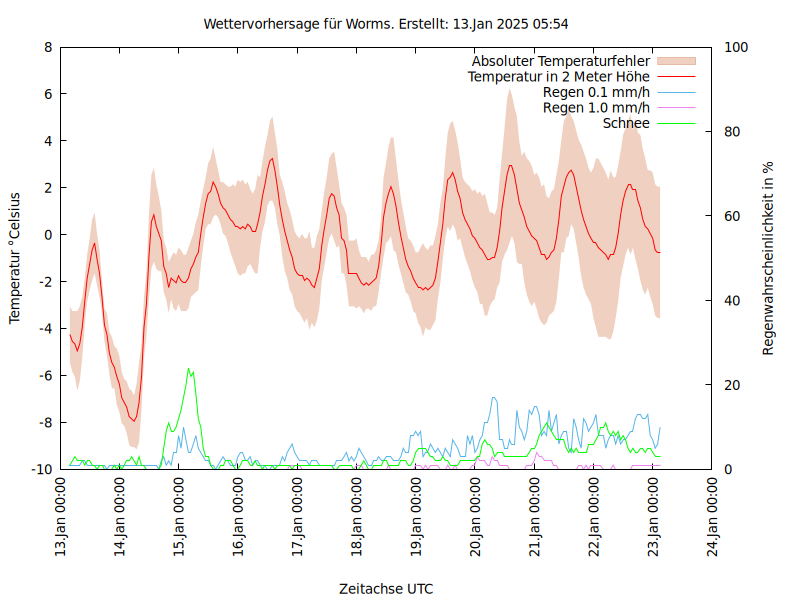 Wettervorhersage für Worms. Erstellt: 13.Jan 2025 05:54
Absoluter Temperaturfehler
Temperatur in 2 Meter Höhe
Regen 0.1 mm/h
Regen 1.0 mm/h
Schnee
Temperatur °Celsius
8
6
4
2
0
-2
-4
-6
-8
-10
100
80
60
40
20
0
Regenwahrscheinlichkeit in %
13.Jan 00:00
14.Jan 00:00
15.Jan 00:00
16.Jan 00:00
17.Jan 00:00
18.Jan 00:00
19.Jan 00:00
20.Jan 00:00
21.Jan 00:00
22.Jan 00:00
23.Jan 00:00
24.Jan 00:00
Zeitachse UTC